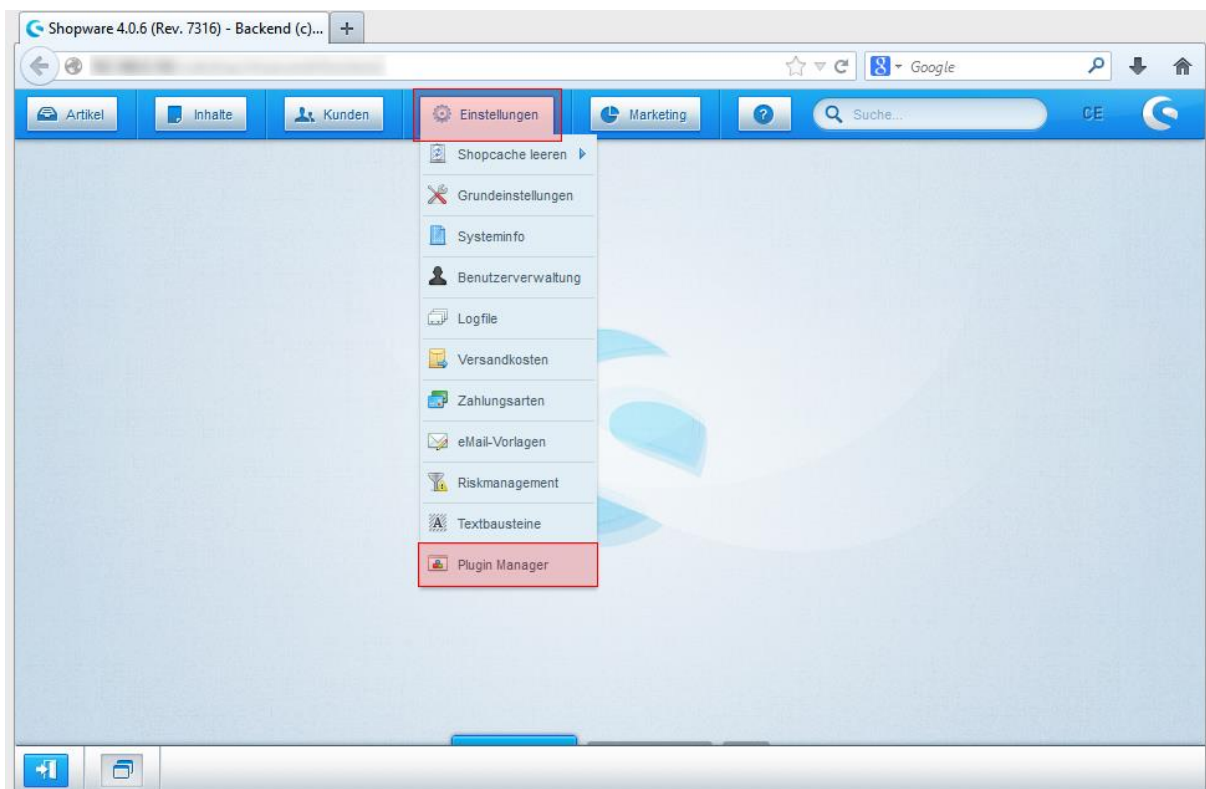 Shopware 4.0.6 (Rev. 7316) - Backend (c)...
Google
Artikel Inhalte Kunden Einstellungen Marketing ? Suche... CE
Shopcache leeren
Grundeinstellungen
Systeminfo
Benutzerverwaltung
Logfile
Versandkosten
Zahlungsarten
eMail-Vorlagen
Riskmanagement
Textbausteine
Plugin Manager